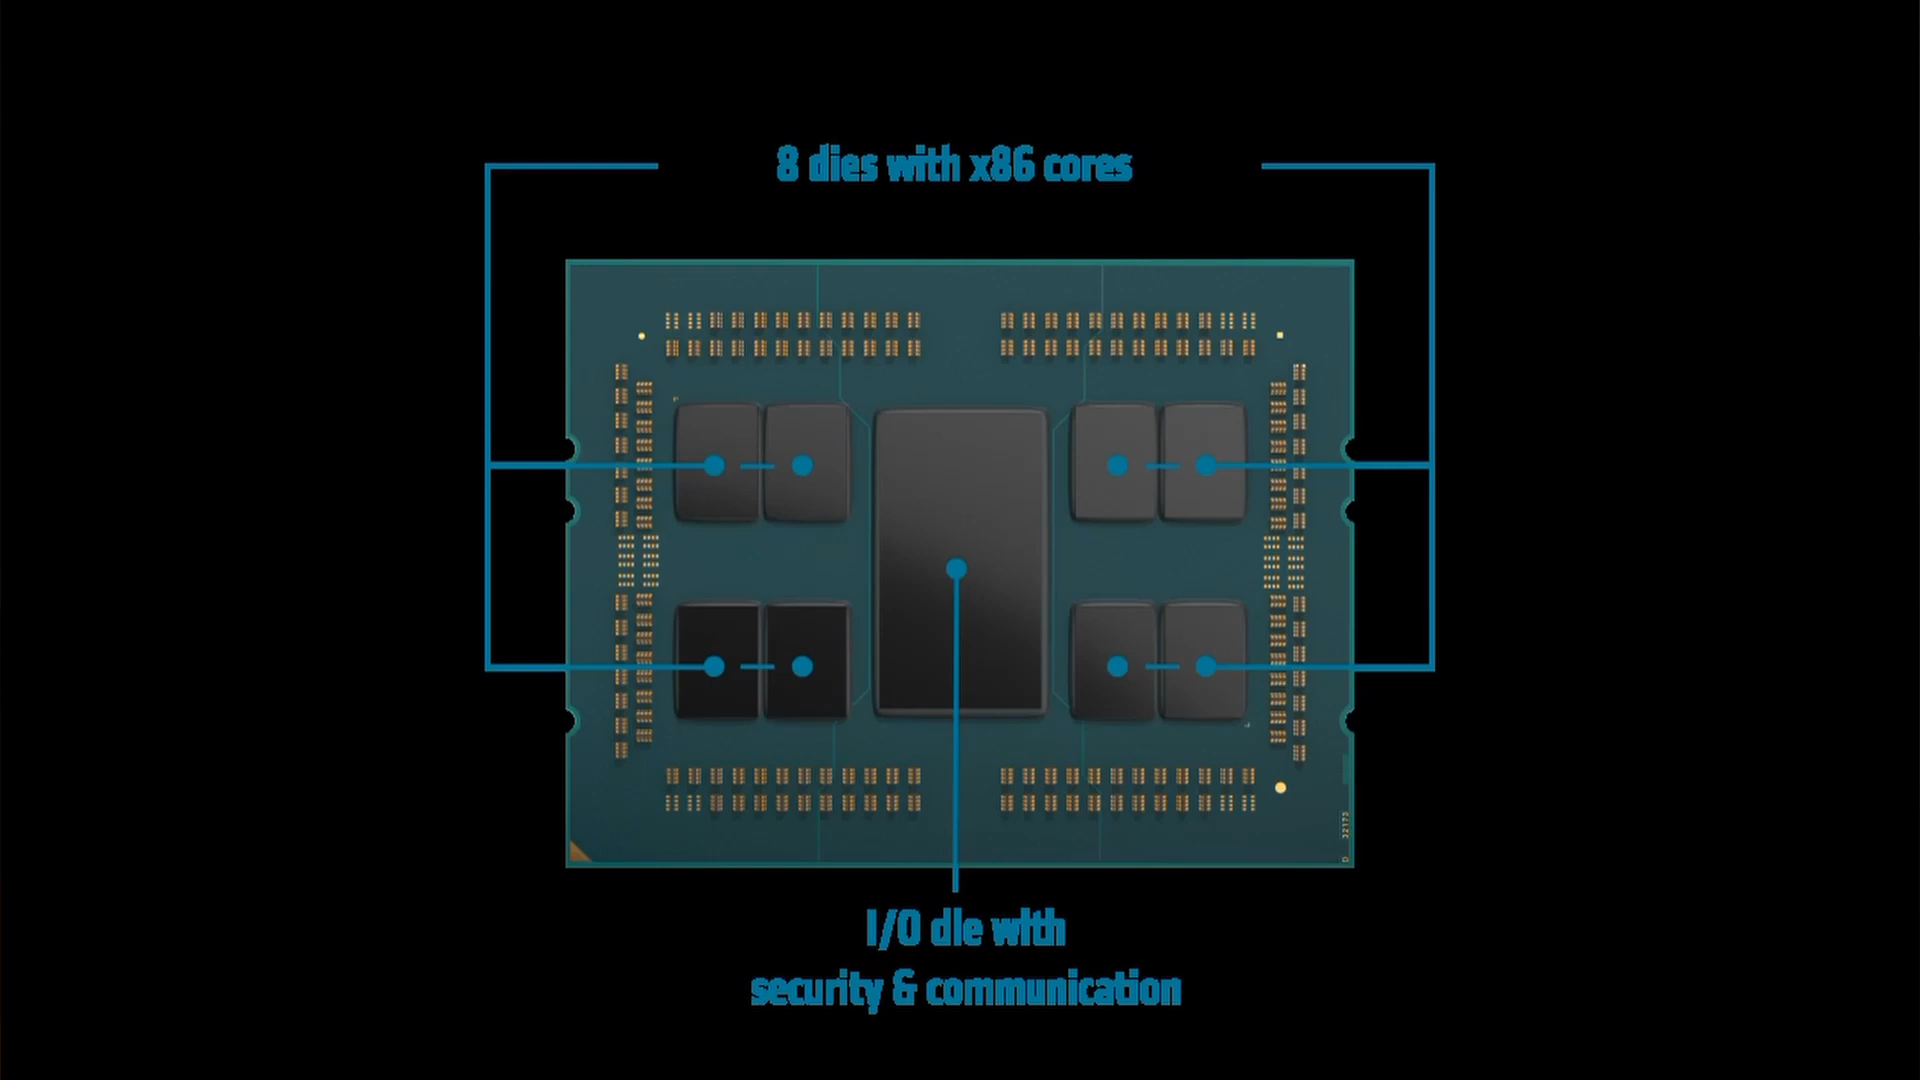 8 dies with x86 cores
I/O die with
security & communication